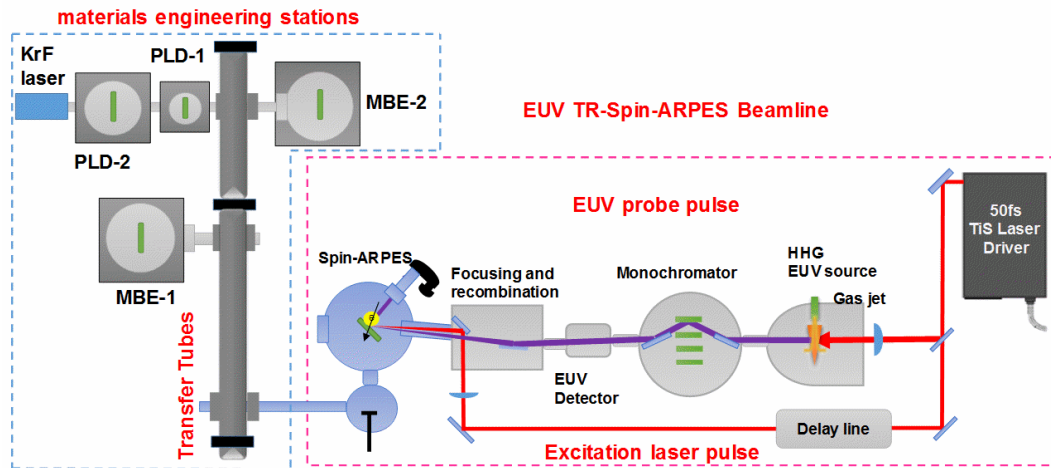 materials engineering stations
KrF
laser
PLD-1
PLD-2
MBE-2
MBE-1
Transfer Tubes
EUV TR-Spin-ARPES Beamline
EUV probe pulse
50fs
TiS Laser
Driver
Spin-ARPES
e
Focusing and
recombination
Monochromator
HHG
EUV source
Gas jet
EUV
Detector
Delay line
Excitation laser pulse